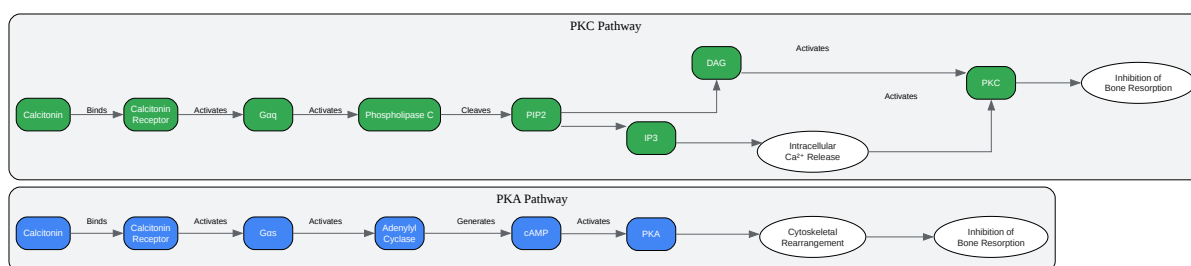 PKC Pathway
Calcitonin
Binds
Calcitonin
Receptor
Activates
Gαq
Activates
Phospholipase C
Cleaves
PIP2
DAG
IP3
Activates
Intracellular
Ca²⁺ Release
Activates
PKC
Inhibition of
Bone Resorption
PKA Pathway
Calcitonin
Binds
Calcitonin
Receptor
Activates
Gαs
Activates
Adenylyl
Cyclase
Generates
cAMP
Activates
PKA
Cytoskeletal
Rearrangement
Inhibition of
Bone Resorption